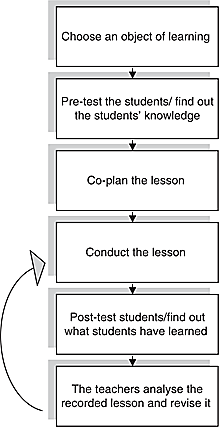 Choose an object of learning
Pre-test the students/ find out
the students' knowledge
Co-plan the lesson
Conduct the lesson
Post-test students/find out
what students have learned
The teachers analyse the
recorded lesson and revise it